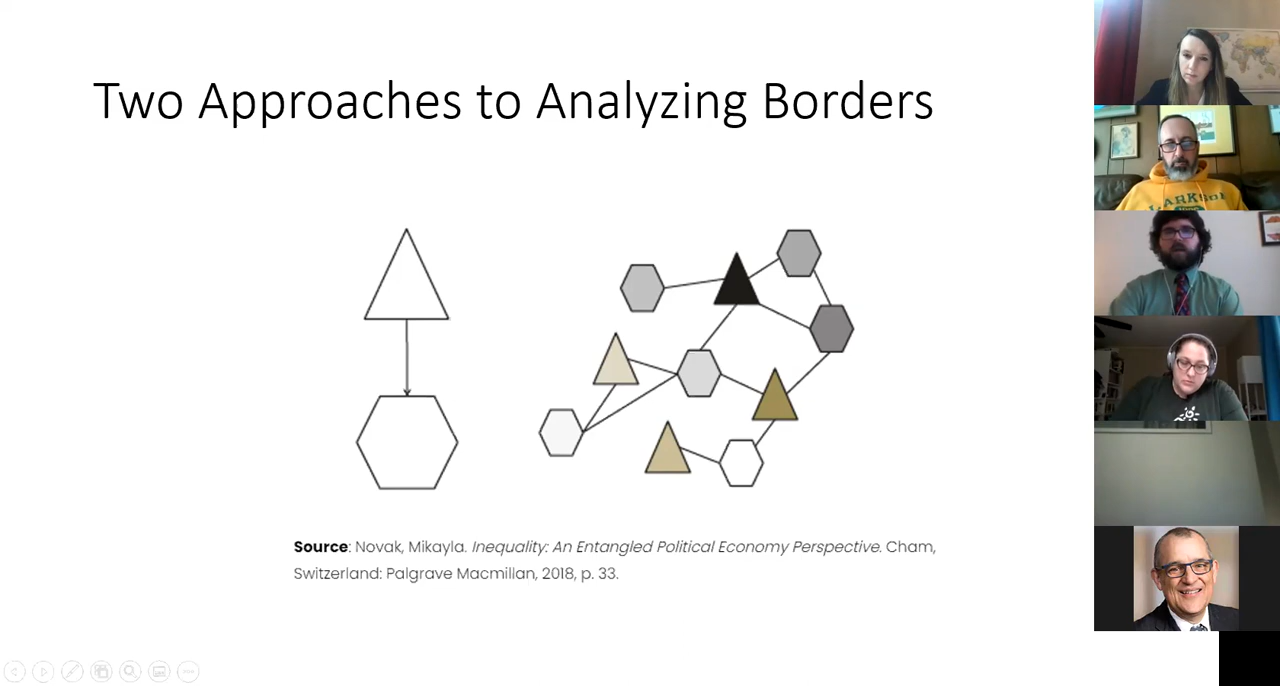 Two Approaches to Analyzing Borders
Source: Novak, Mikayla. Inequality: An Entangled Political Economy Perspective. Cham,
Switzerland: Palgrave Macmillan, 2018, p. 33.